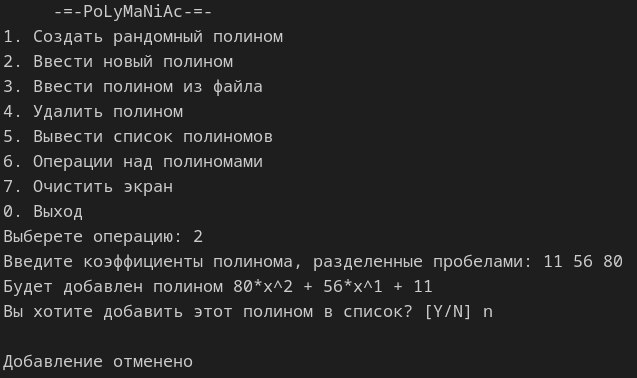 -=-PoLyMaNiAc-=-
1. Создать рандомный полином
2. Ввести новый полином
3. Ввести полином из файла
4. Удалить полином
5. Вывести список полиномов
6. Операции над полиномами
7. Очистить экран
0. Выход
Выберете операцию: 2
Введите коэффициенты полинома, разделенные пробелами: 11 56 80
Будет добавлен полином 80*x^2 + 56*x^1 + 11
Вы хотите добавить этот полином в список? [Y/N] n
Добавление отменено